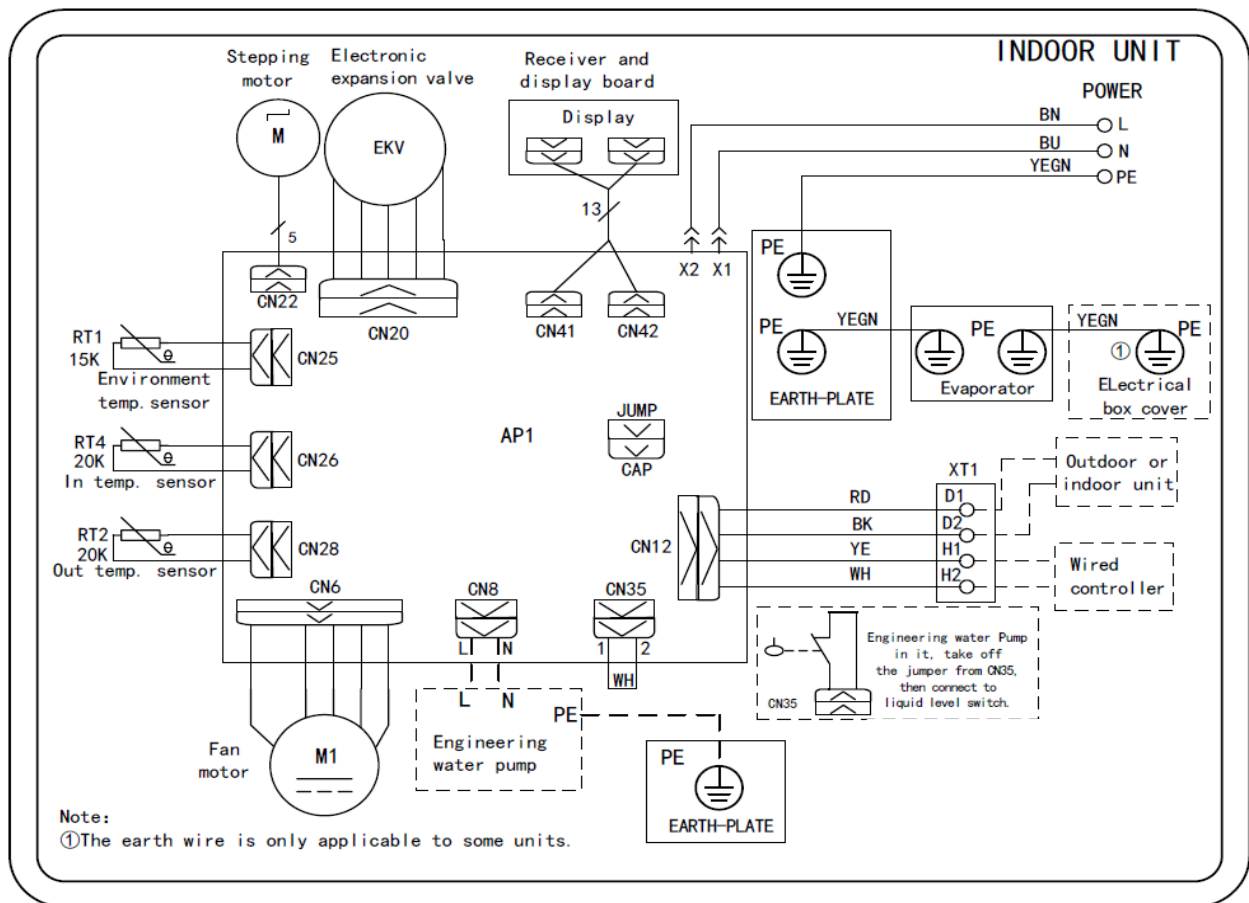 INDOOR UNIT
Stepping
motor
Electronic
expansion valve
Receiver and
display board
POWER
M
EKV
Display
BN
L
BU
N
YEGN
PE
13
5
X2 X1
CN22
CN20
CN41
CN42
PE
PE
YEGN
PE
YEGN
PE
①
EARTH-PLATE
Evaporator
ELectrical
box cover
RT1
15K
θ
CN25
Environment
temp. sensor
RT4
20K
θ
CN26
In temp. sensor
RT2
20K
θ
CN28
Out temp. sensor
AP1
JUMP
CAP
CN12
RD
BK
YE
WH
XT1
D1
D2
H1
H2
Outdoor or
indoor unit
Wired
controller
CN6
CN8
L N
CN35
1 2
WH
Engineering water Pump
in it, take off
the jumper from CN35,
then connect to
liquid level switch.
CN35
Fan
motor
M1
L N
PE
Engineering
water pump
PE
EARTH-PLATE
Note:
①The earth wire is only applicable to some units.